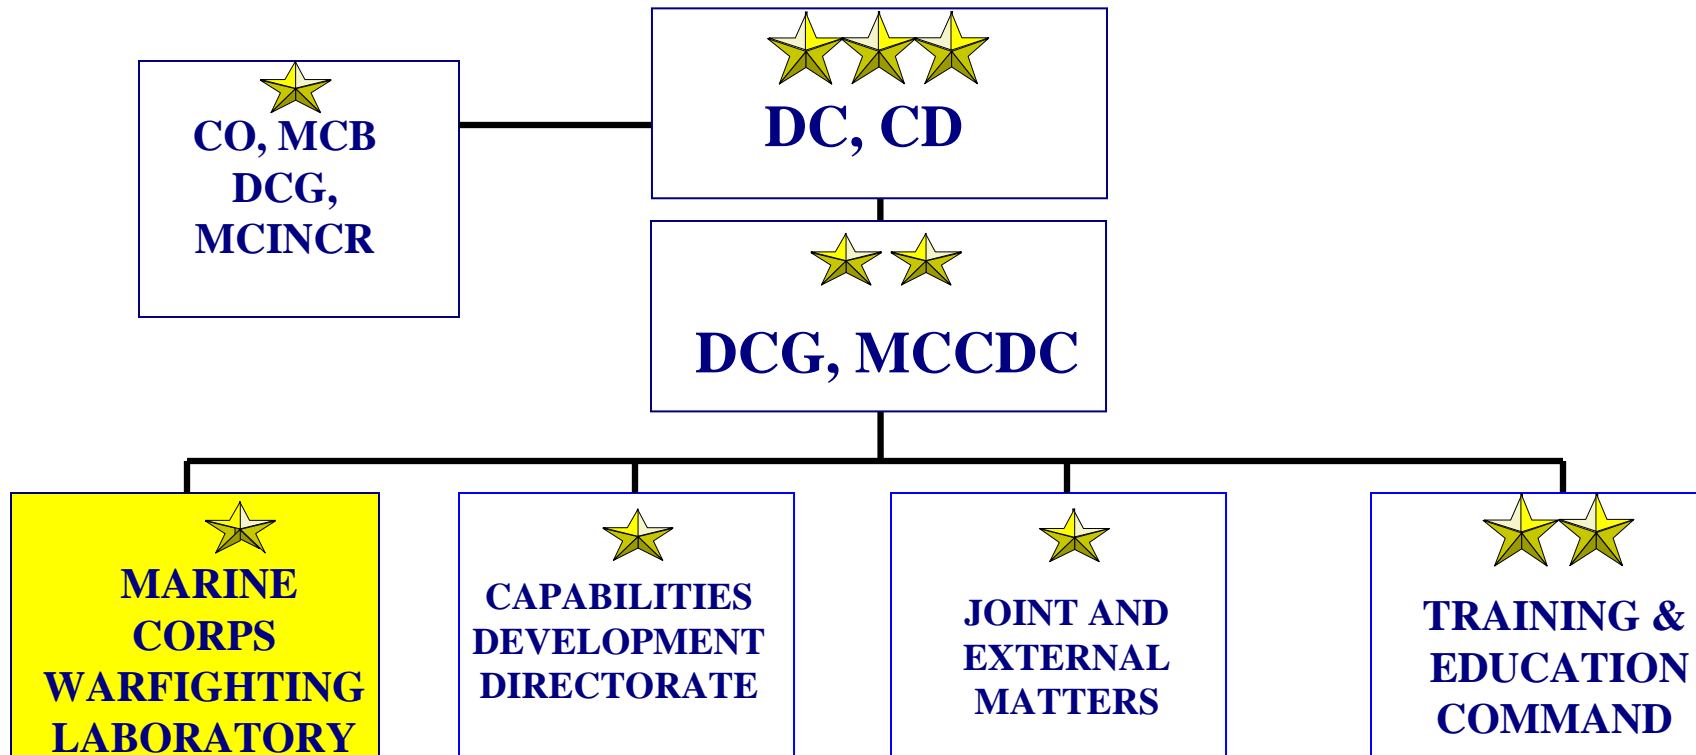 CO, MCB
DCG,
MCINCR
DC, CD
DCG, MCCDC
MARINE
CORPS
WARFIGHTING
LABORATORY
CAPABILITIES
DEVELOPMENT
DIRECTORATE
JOINT AND
EXTERNAL
MATTERS
TRAINING &
EDUCATION
COMMAND